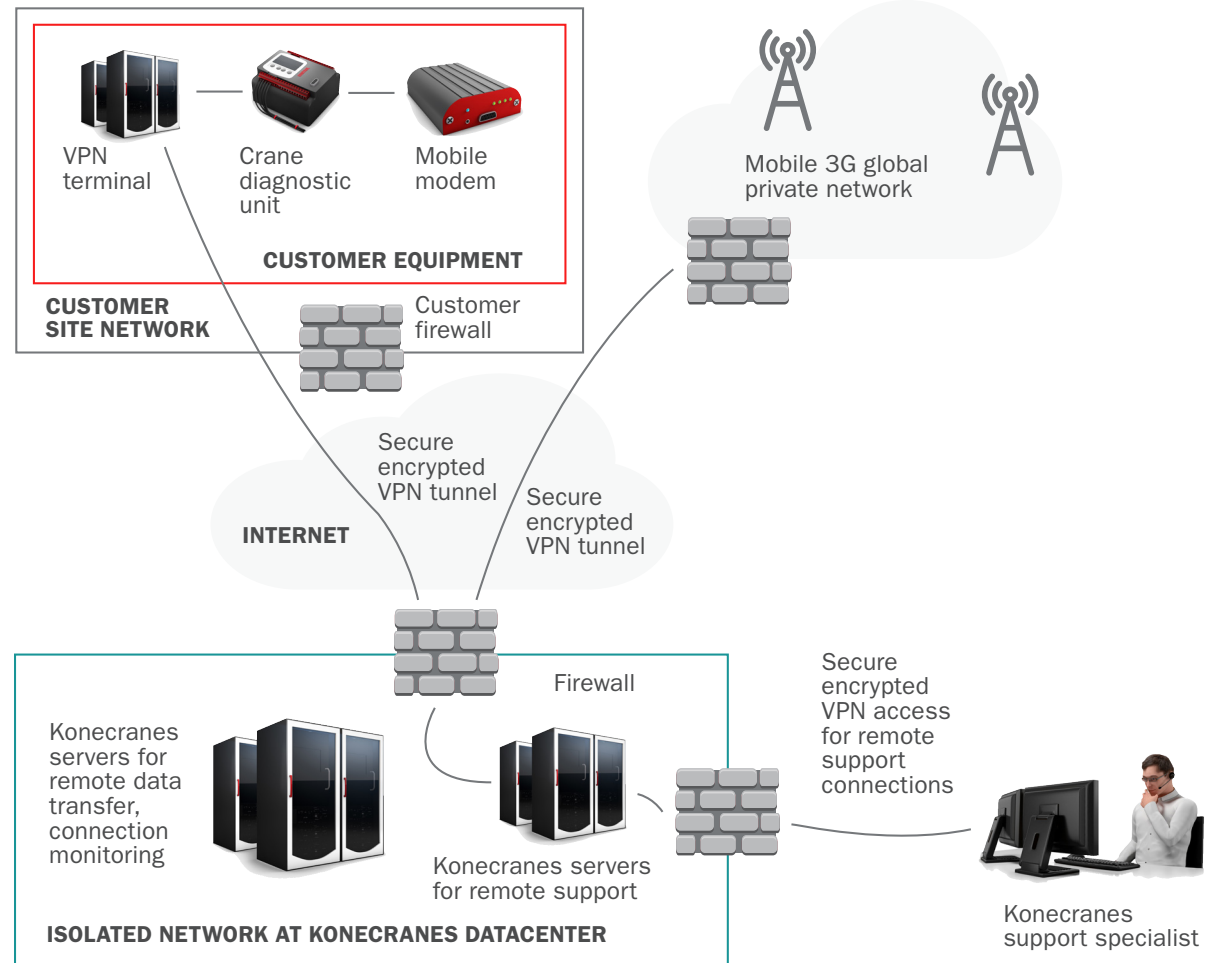 VPN
terminal
Crane
diagnostic
unit
Mobile
modem
CUSTOMER EQUIPMENT
CUSTOMER
SITE NETWORK
Customer
firewall
Mobile 3G global
private network
Secure
encrypted
VPN tunnel
Secure
encrypted
VPN tunnel
INTERNET
Firewall
Konecranes
servers for
remote data
transfer,
connection
monitoring
Konecranes servers
for remote support
ISOLATED NETWORK AT KONECRANES DATACENTER
Secure
encrypted
VPN access
for remote
support
connections
Konecranes
support specialist